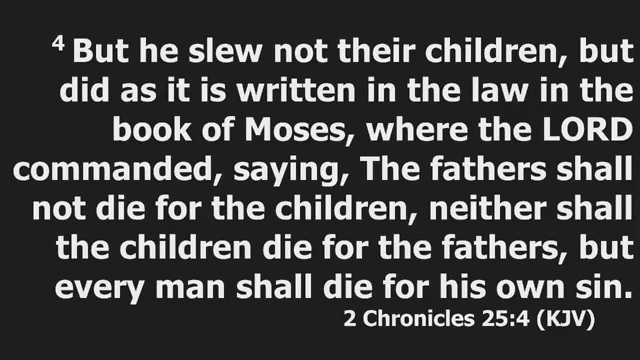 4 But he slew not their children, but
did as it is written in the law in the
book of Moses, where the LORD
commanded, saying, The fathers shall
not die for the children, neither shall
the children die for the fathers, but
every man shall die for his own sin.
2 Chronicles 25:4 (KJV)